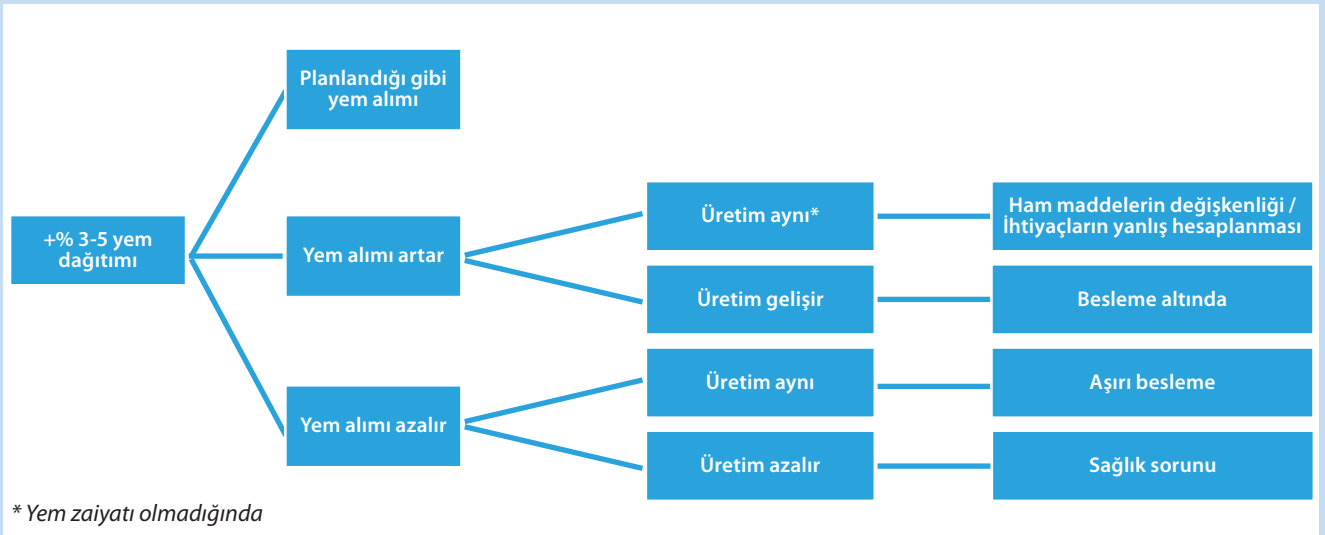 +% 3-5 yem
dağıtımı
Planlandığı gibi
yem alımı
Yem alımı artar
Yem alımı azalır
Üretim aynı*
Üretim gelişir
Üretim aynı
Üretim azalır
Ham maddelerin değişkenliği /
İhtiyaçların yanlış hesaplanması
Besleme altında
Aşırı besleme
Sağlık sorunu
* Yem zaiyatı olmadığında